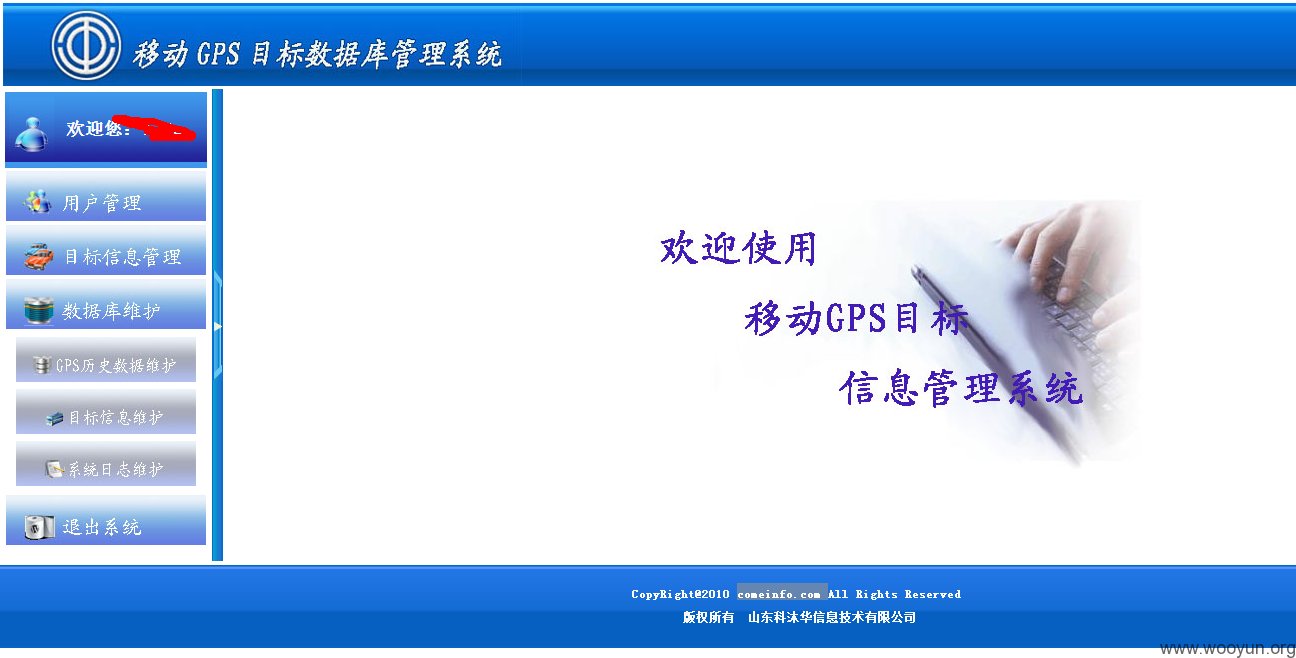 移动GPS目标数据库管理系统
欢迎您:
用户管理
目标信息管理
数据库维护
GPS历史数据维护
目标信息维护
系统日志维护
退出系统
欢迎使用
移动GPS目标
信息管理系统
CopyRight@2010 comeinfo.com All Rights Reserved
版权所有 山东科沐华信息技术有限公司
www.wooyun.org